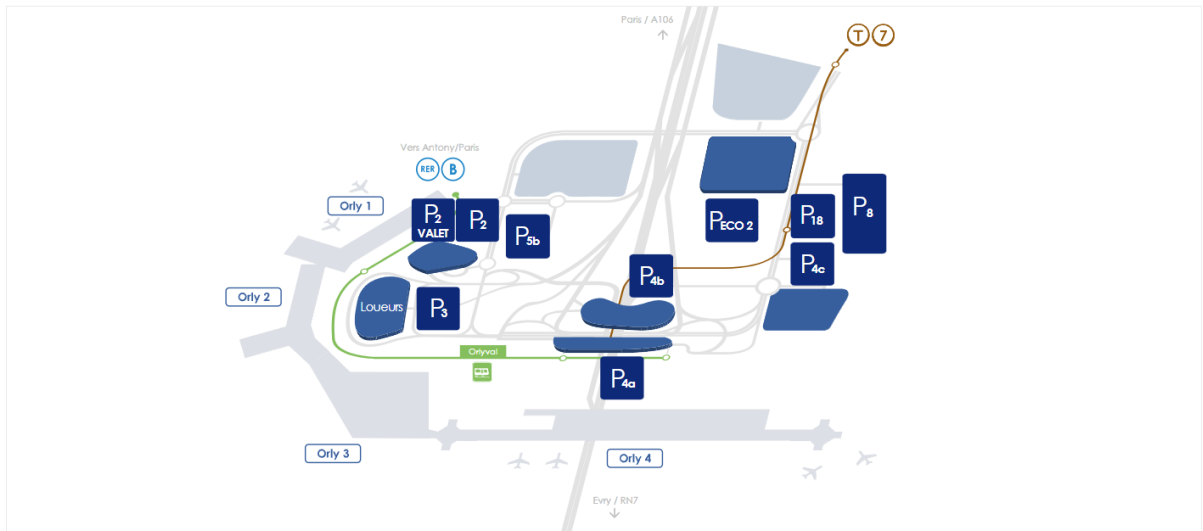 Paris / A106
T 7
Vers Antony/Paris
RER B
Orly 1
P2
VALET
P2
P5b
PECO 2
P18
P8
P4c
P4b
Orly 2
Loueurs
P3
Orlyval
P4a
Orly 3
Orly 4
Evry / RN7